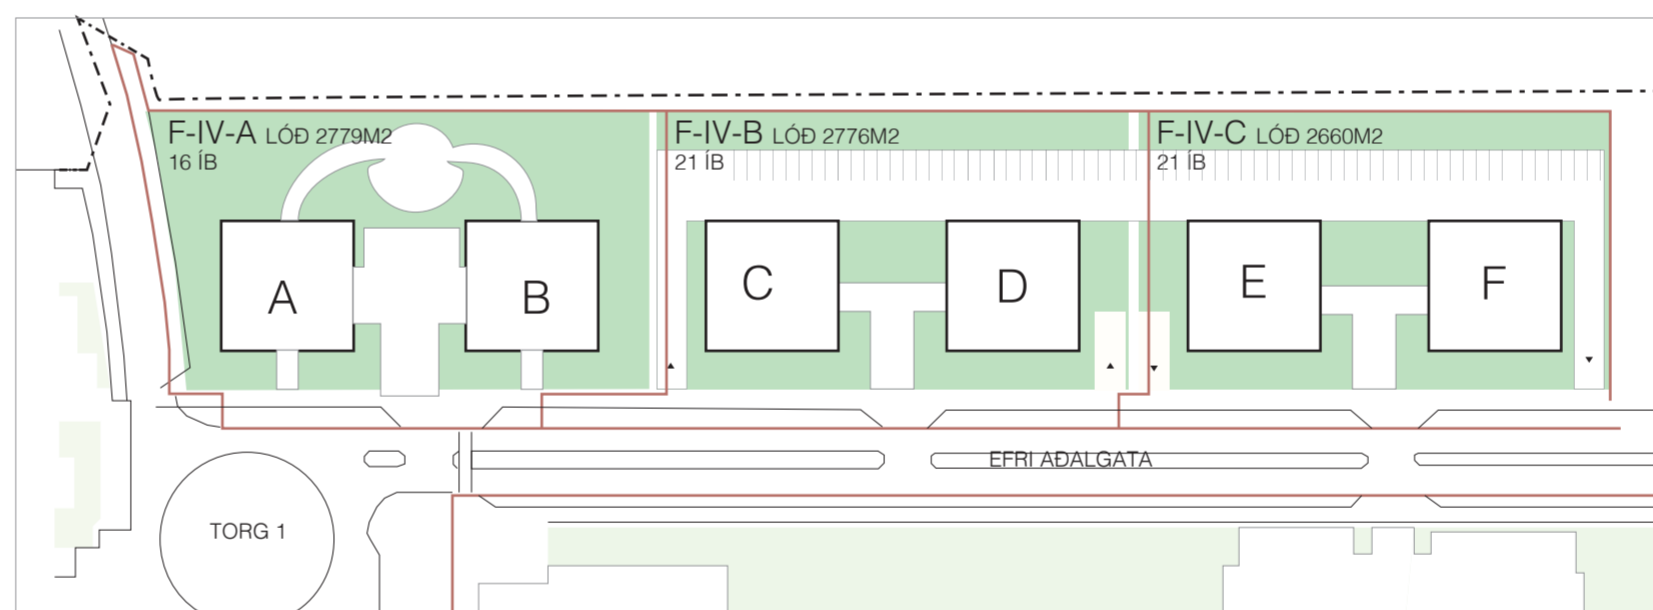 F-IV-A LÓÐ 2779M2
16 ÍB
F-IV-B LÓÐ 2776M2
21 ÍB
F-IV-C LÓÐ 2660M2
21 ÍB
A
B
C
D
E
F
EFRI AÐALGATA
TORG 1